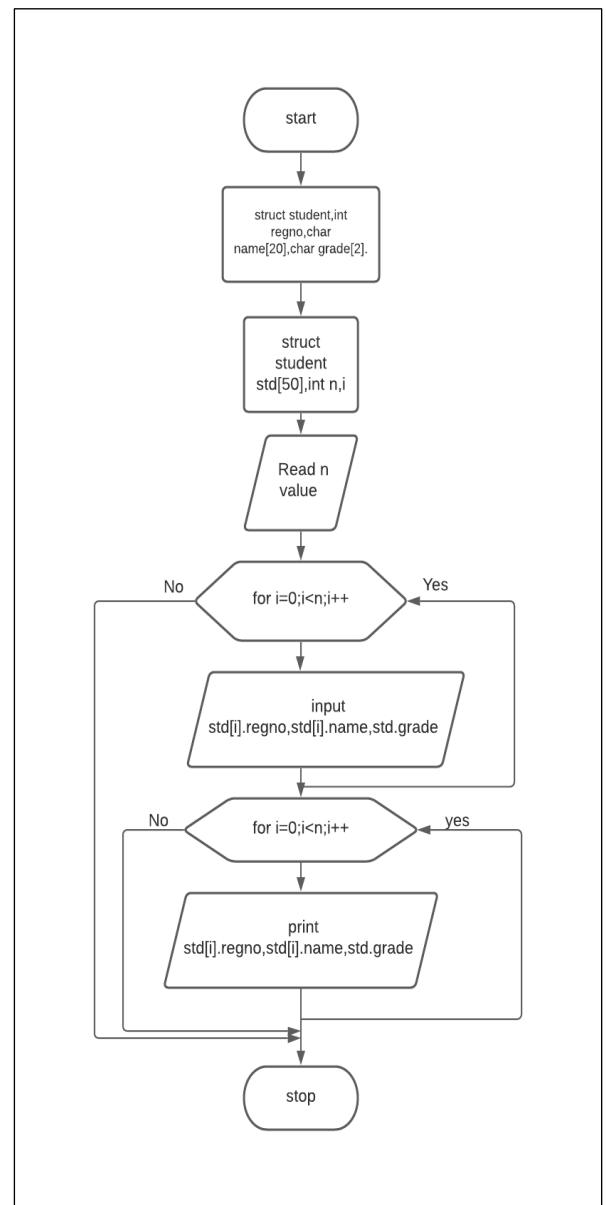 start
struct student,int
regno,char
name[20],char grade[2].
struct
student
std[50],int n,i
Read n
value
No
for i=0;i<n;i++
Yes
input
std[i].regno,std[i].name,std.grade
No
for i=0;i<n;i++
yes
print
std[i].regno,std[i].name,std.grade
stop